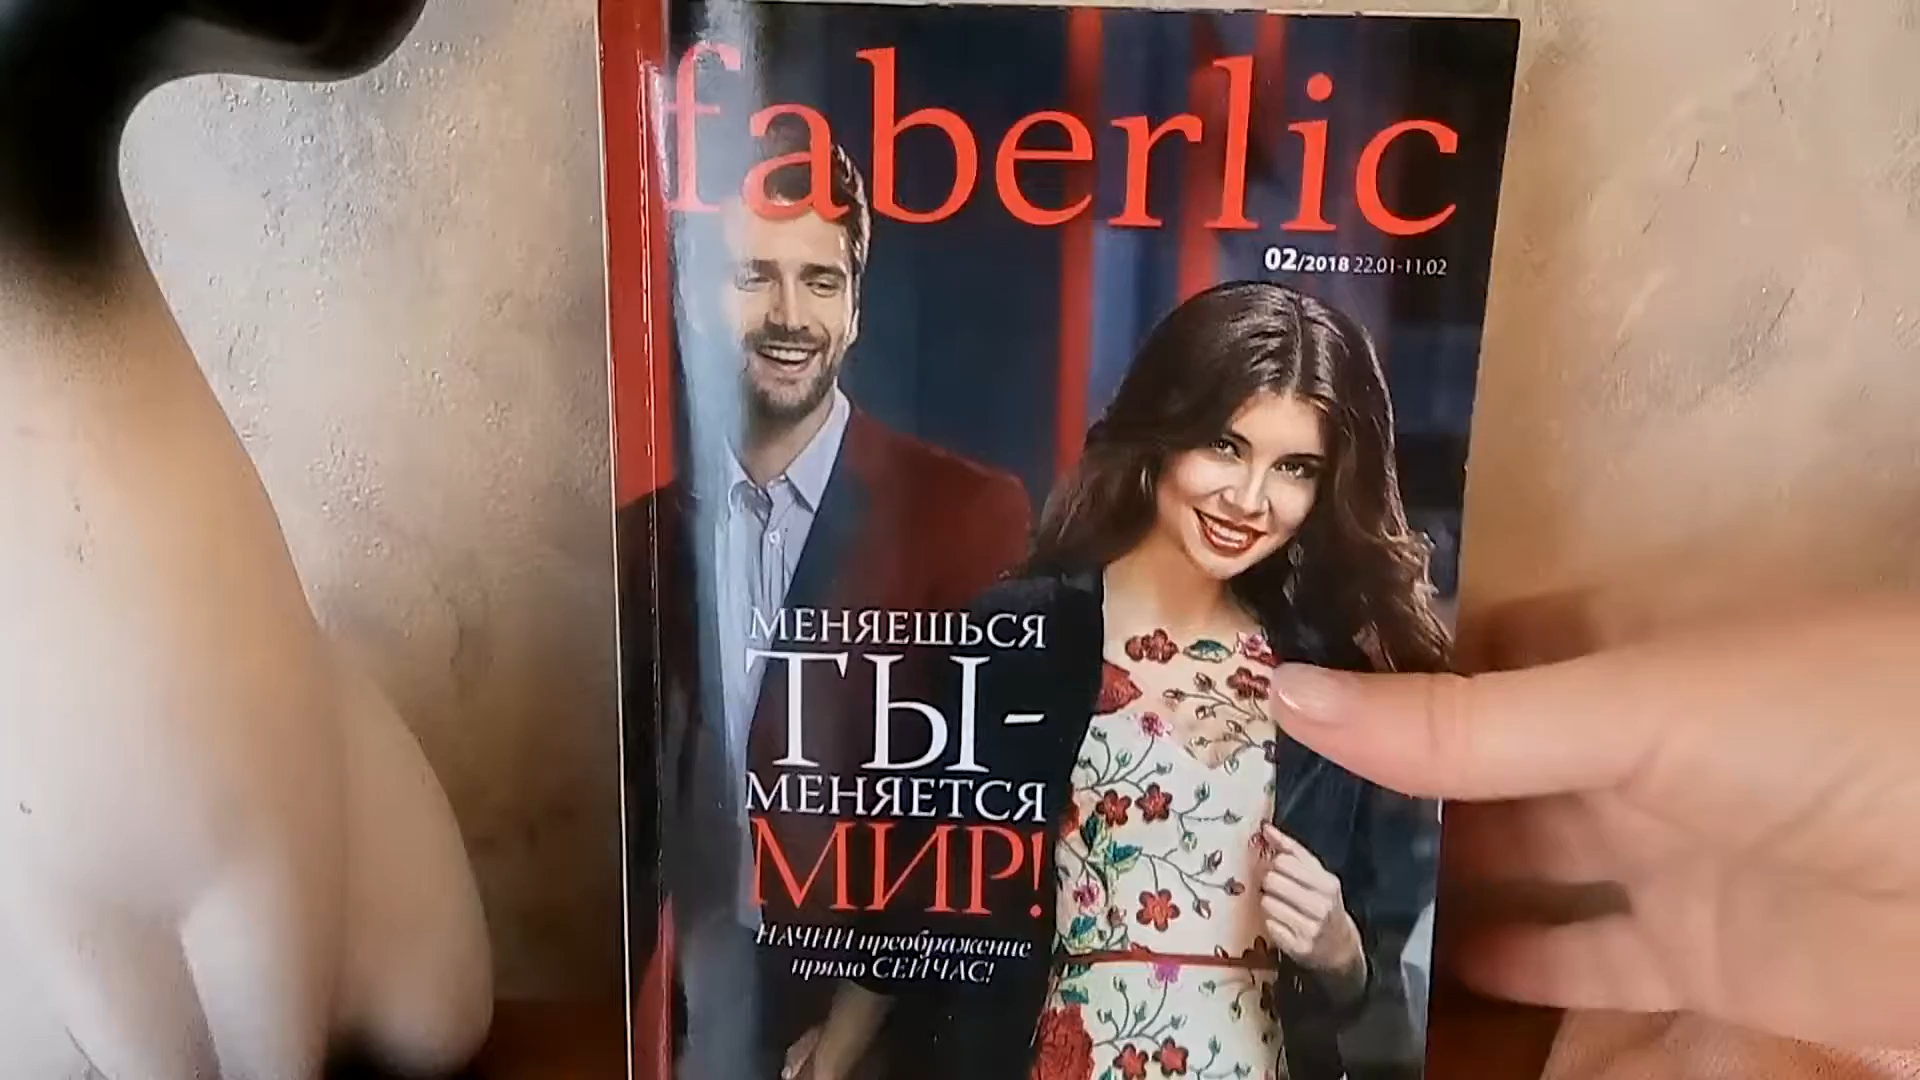 faberlic
02/2018 22.01-11.02
МЕНЯЕШЬСЯ
ТЫ-
МЕНЯЕТСЯ
МИР!
НАЧНИ преображение
прямо СЕЙЧАС!